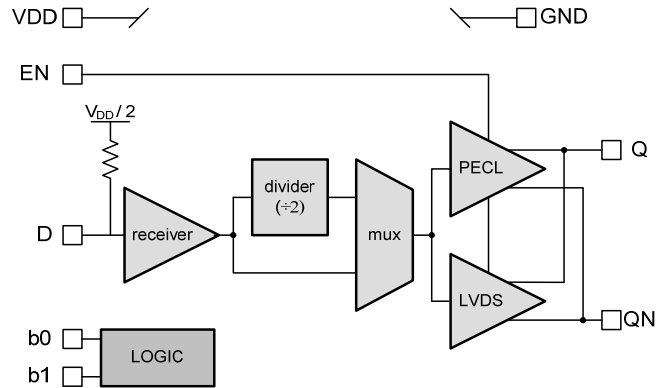 VDD
GND
EN
VDD / 2
PECL
Q
divider
(÷2)
D
receiver
mux
LVDS
QN
b0
LOGIC
b1